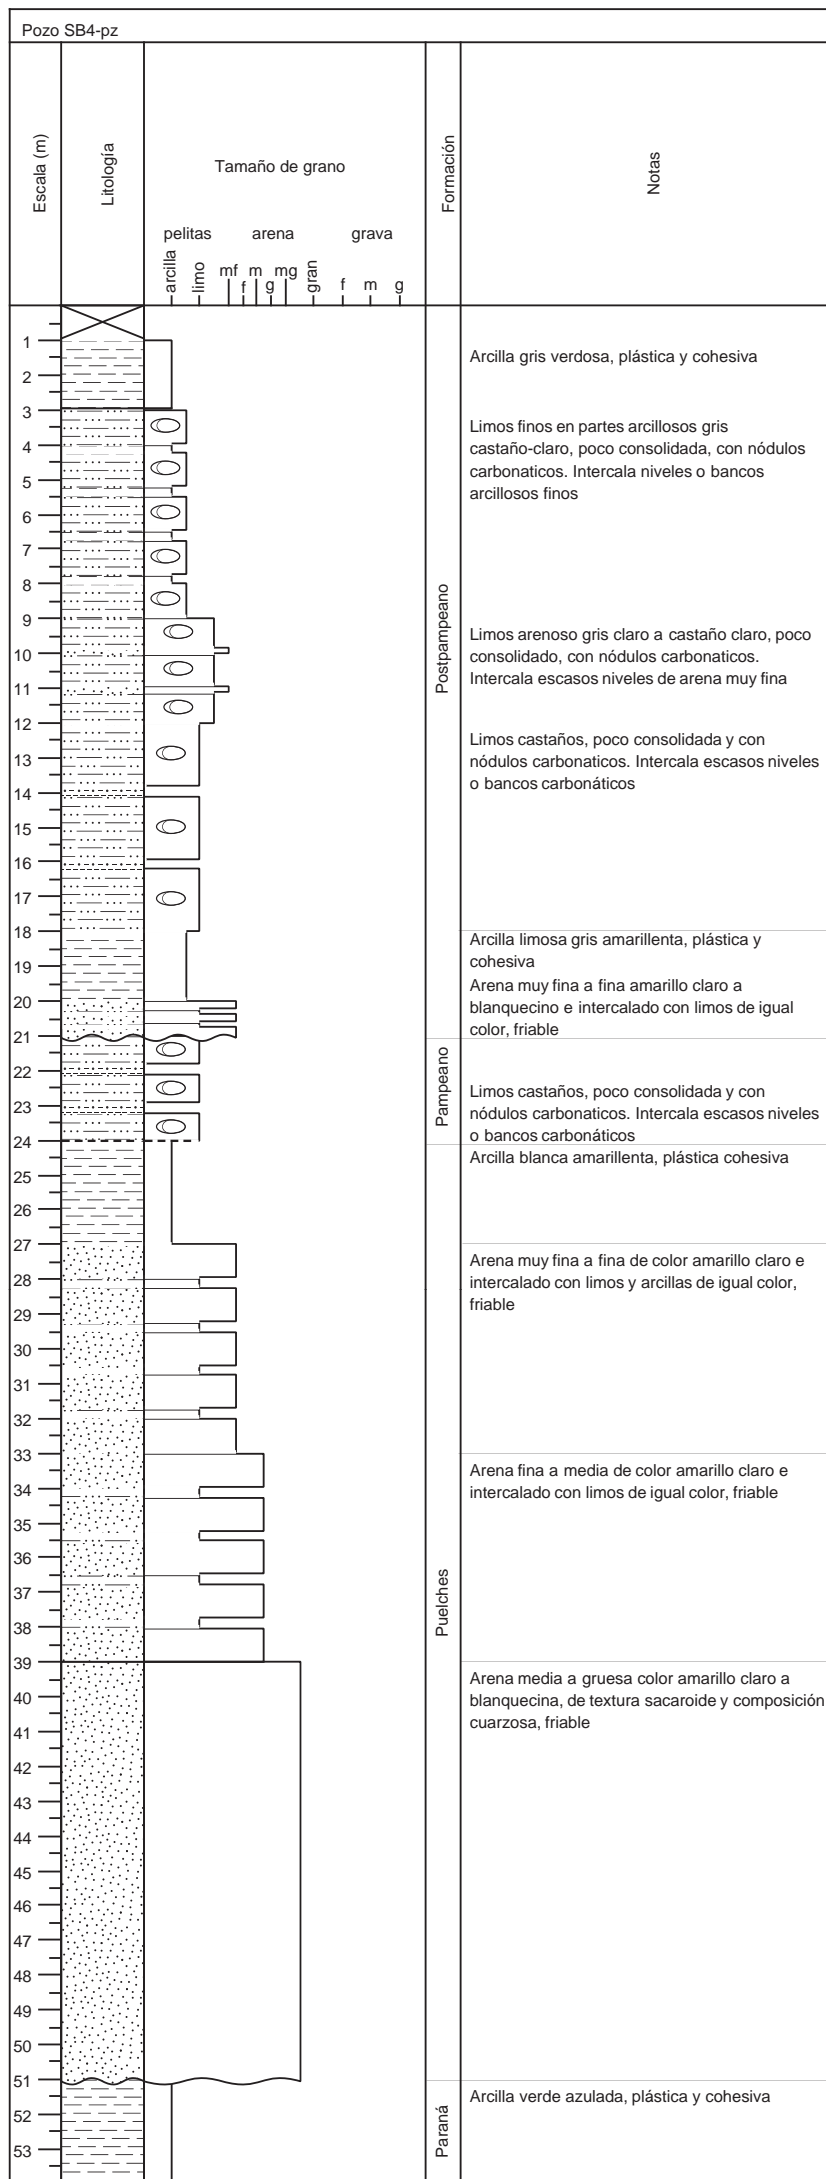 Pozo SB4-pz
Escala (m)
Litología
Tamaño de grano
Formación
Notas
pelitas arena grava
arcilla limo mf f m g mg gran f m g
1
2
3
4
5
6
7
8
9
10
11
12
13
14
15
16
17
18
19
20
21
22
23
24
25
26
27
28
29
30
31
32
33
34
35
36
37
38
39
40
41
42
43
44
45
46
47
48
49
50
51
52
53
Postpampeano
Pampeano
Puelches
Paraná
Arcilla gris verdosa, plástica y cohesiva
Limos finos en partes arcillosos gris
castaño-claro, poco consolidada, con nódulos
carbonaticos. Intercala niveles o bancos
arcillosos finos
Limos arenoso gris claro a castaño claro, poco
consolidado, con nódulos carbonaticos.
Intercala escasos niveles de arena muy fina
Limos castaños, poco consolidada y con
nódulos carbonaticos. Intercala escasos niveles
o bancos carbonáticos
Arcilla limosa gris amarillenta, plástica y
cohesiva
Arena muy fina a fina amarillo claro a
blanquecino e intercalado con limos de igual
color, friable
Limos castaños, poco consolidada y con
nódulos carbonaticos. Intercala escasos niveles
o bancos carbonáticos
Arcilla blanca amarillenta, plástica cohesiva
Arena muy fina a fina de color amarillo claro e
intercalado con limos y arcillas de igual color,
friable
Arena fina a media de color amarillo claro e
intercalado con limos de igual color, friable
Arena media a gruesa color amarillo claro a
blanquecina, de textura sacaroide y composición
cuarzosa, friable
Arcilla verde azulada, plástica y cohesiva